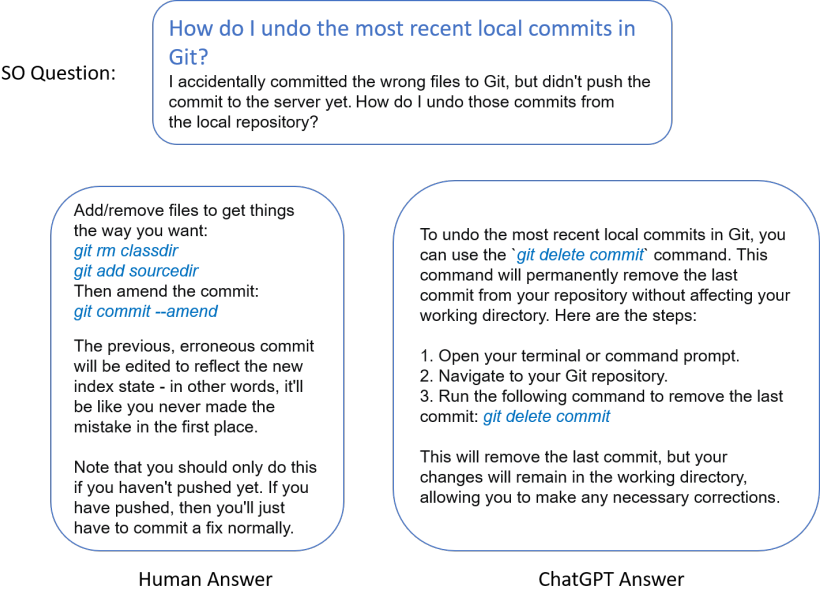 How do I undo the most recent local commits in
Git?
SO Question:
I accidentally committed the wrong files to Git, but didn't push the
commit to the server yet. How do I undo those commits from
the local repository?
Add/remove files to get things
the way you want:
git rm classdir
git add sourcedir
Then amend the commit:
git commit --amend
The previous, erroneous commit
will be edited to reflect the new
index state - in other words, it'll
be like you never made the
mistake in the first place.
Note that you should only do this
if you haven't pushed yet. If you
have pushed, then you'll just
have to commit a fix normally.
Human Answer
To undo the most recent local commits in Git, you
can use the `git delete commit` command. This
command will permanently remove the last
commit from your repository without affecting your
working directory. Here are the steps:
1. Open your terminal or command prompt.
2. Navigate to your Git repository.
3. Run the following command to remove the last
commit: git delete commit
This will remove the last commit, but your
changes will remain in the working directory,
allowing you to make any necessary corrections.
ChatGPT Answer